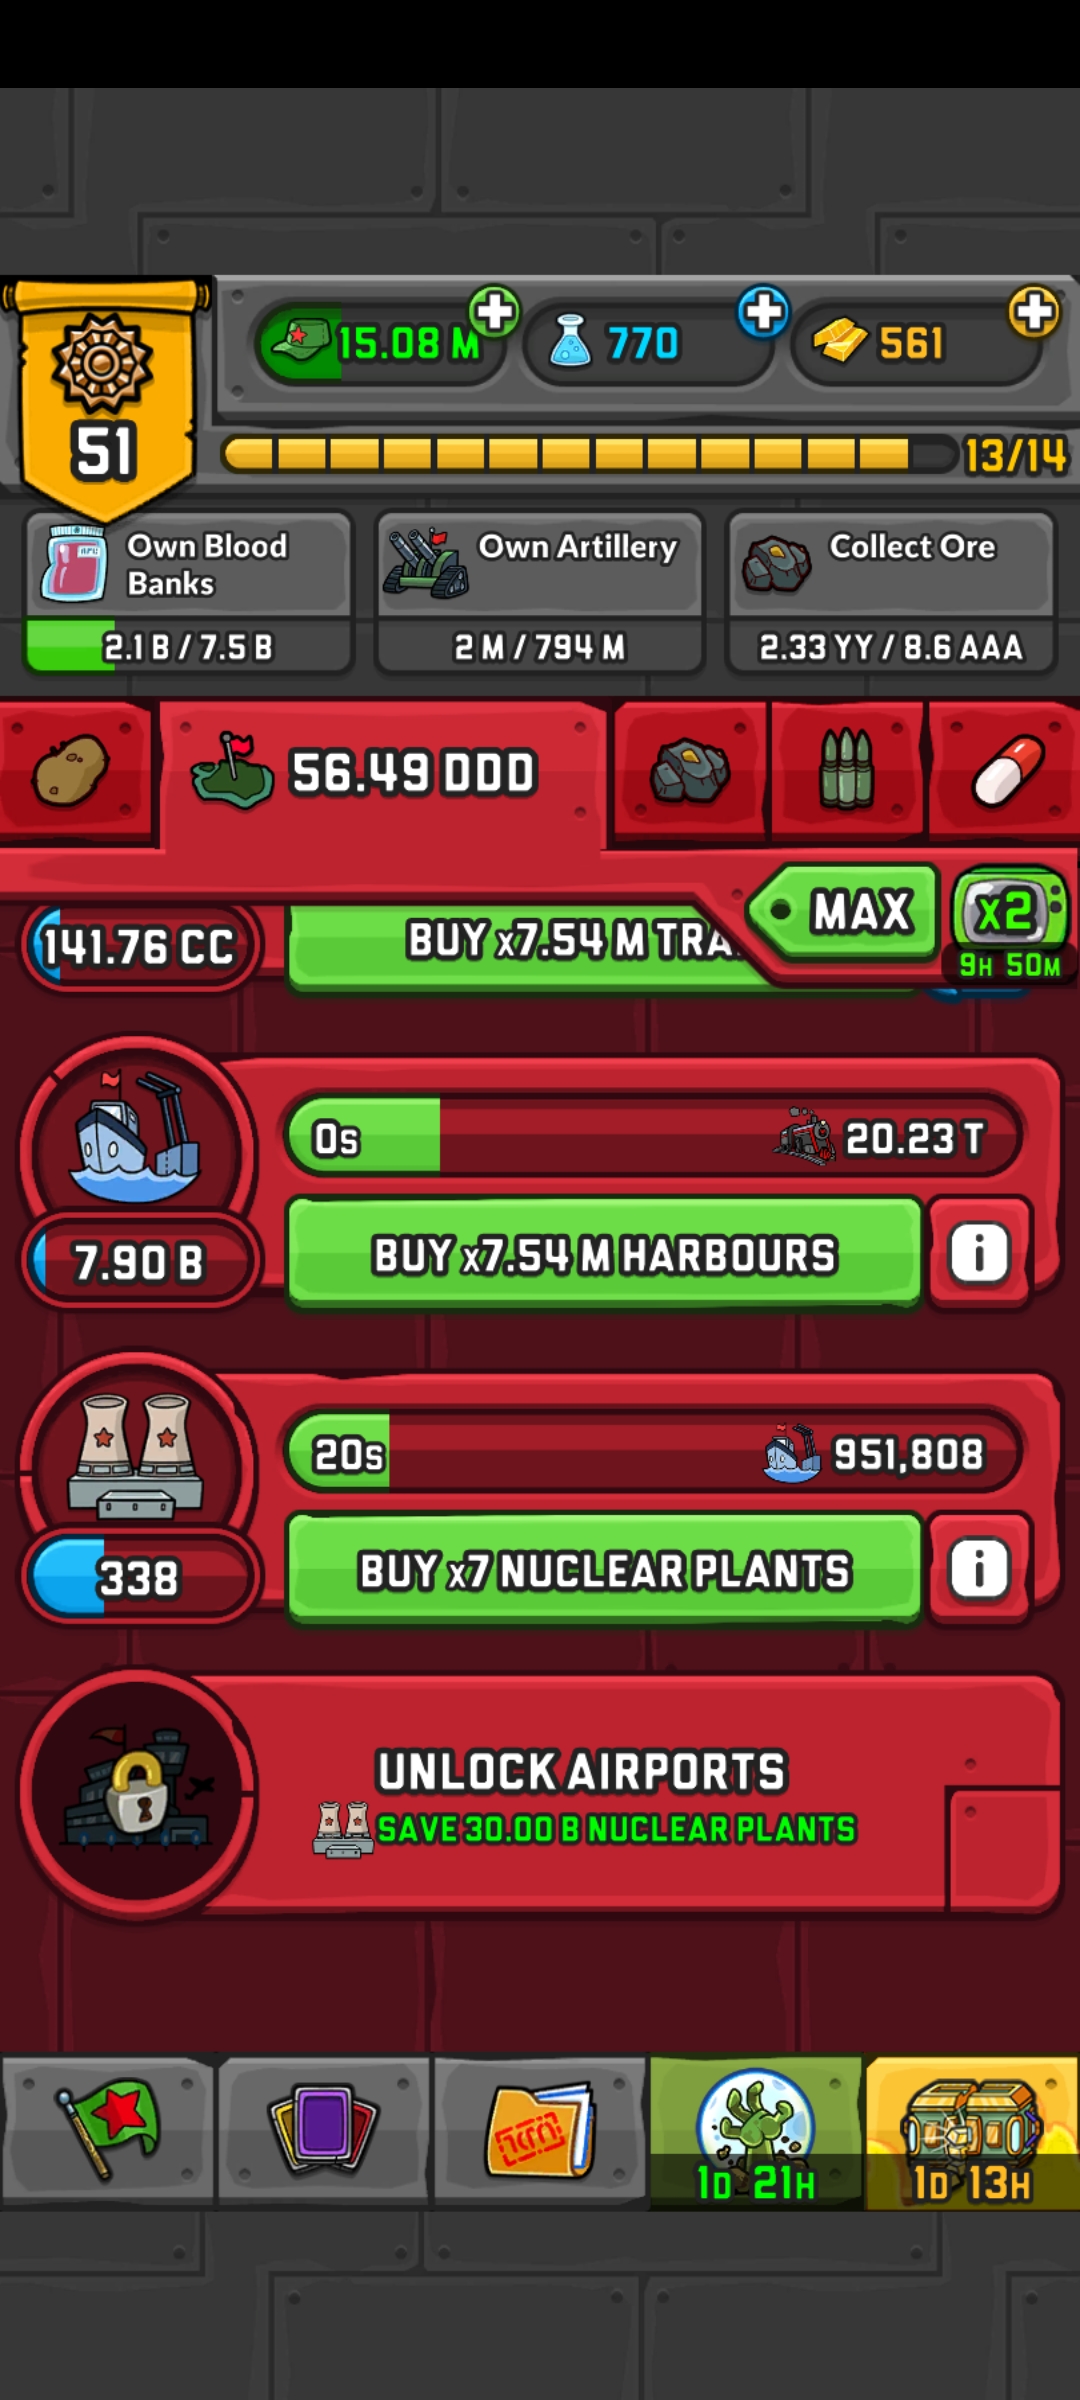 15.08 M
770
561
51
13/14
Own Blood
Banks
2.1 B / 7.5 B
Own Artillery
2 M / 794 M
Collect Ore
2.33 YY / 8.6 AAA
56.49 DDD
MAX
x2
9H 50M
141.76 CC
BUY x7.54 M TRA
0s
20.23 T
7.90 B
BUY x7.54 M HARBOURS
i
20s
951,808
338
BUY x7 NUCLEAR PLANTS
i
UNLOCK AIRPORTS
SAVE 30.00 B NUCLEAR PLANTS
1D 21H
1D 13H